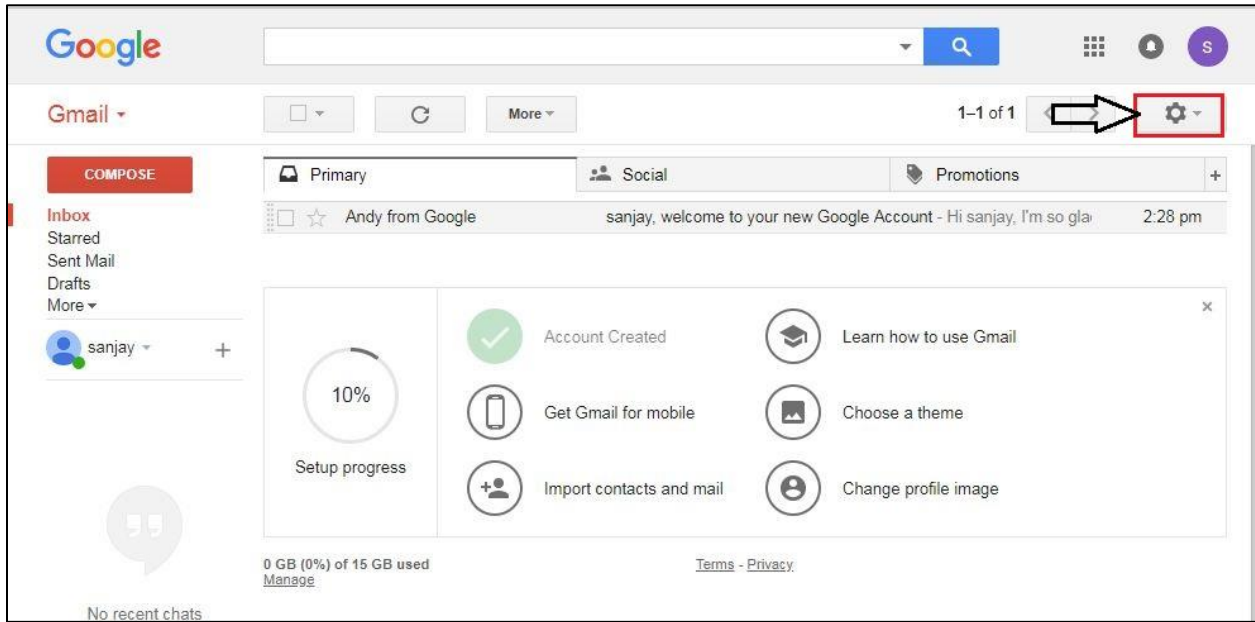 Google
S
Gmail
More
1–1 of 1
COMPOSE
Primary
Social
Promotions
+
Inbox
Starred
Sent Mail
Drafts
More
Andy from Google
sanjay, welcome to your new Google Account - Hi sanjay, I'm so gla
2:28 pm
sanjay
+
10%
Setup progress
Account Created
Learn how to use Gmail
×
Get Gmail for mobile
Choose a theme
Import contacts and mail
Change profile image
0 GB (0%) of 15 GB used
Manage
Terms - Privacy
No recent chats